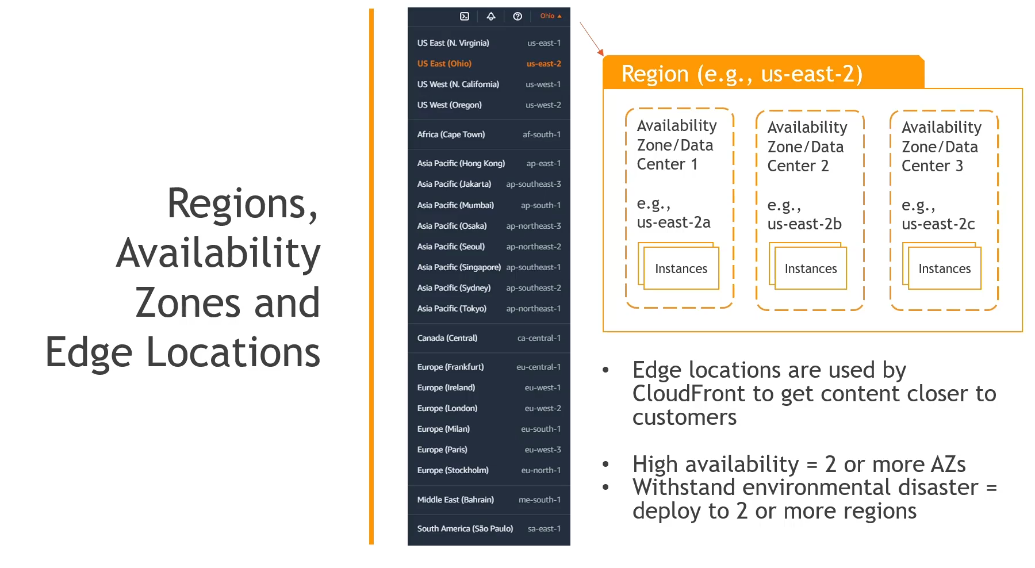 Regions,
Availability
Zones and
Edge Locations
Ohio
US East (N. Virginia) us-east-1
US East (Ohio) us-east-2
US West (N. California) us-west-1
US West (Oregon) us-west-2
Africa (Cape Town) af-south-1
Asia Pacific (Hong Kong) ap-east-1
Asia Pacific (Jakarta) ap-southeast-3
Asia Pacific (Mumbai) ap-south-1
Asia Pacific (Osaka) ap-northeast-3
Asia Pacific (Seoul) ap-northeast-2
Asia Pacific (Singapore) ap-southeast-1
Asia Pacific (Sydney) ap-southeast-2
Asia Pacific (Tokyo) ap-northeast-1
Canada (Central) ca-central-1
Europe (Frankfurt) eu-central-1
Europe (Ireland) eu-west-1
Europe (London) eu-west-2
Europe (Milan) eu-south-1
Europe (Paris) eu-west-3
Europe (Stockholm) eu-north-1
Middle East (Bahrain) me-south-1
South America (São Paulo) sa-east-1
Region (e.g., us-east-2)
Availability
Zone/Data
Center 1
e.g.,
us-east-2a
Instances
Availability
Zone/Data
Center 2
e.g.,
us-east-2b
Instances
Availability
Zone/Data
Center 3
e.g.,
us-east-2c
Instances
• Edge locations are used by
CloudFront to get content closer to
customers
• High availability = 2 or more AZs
• Withstand environmental disaster =
deploy to 2 or more regions